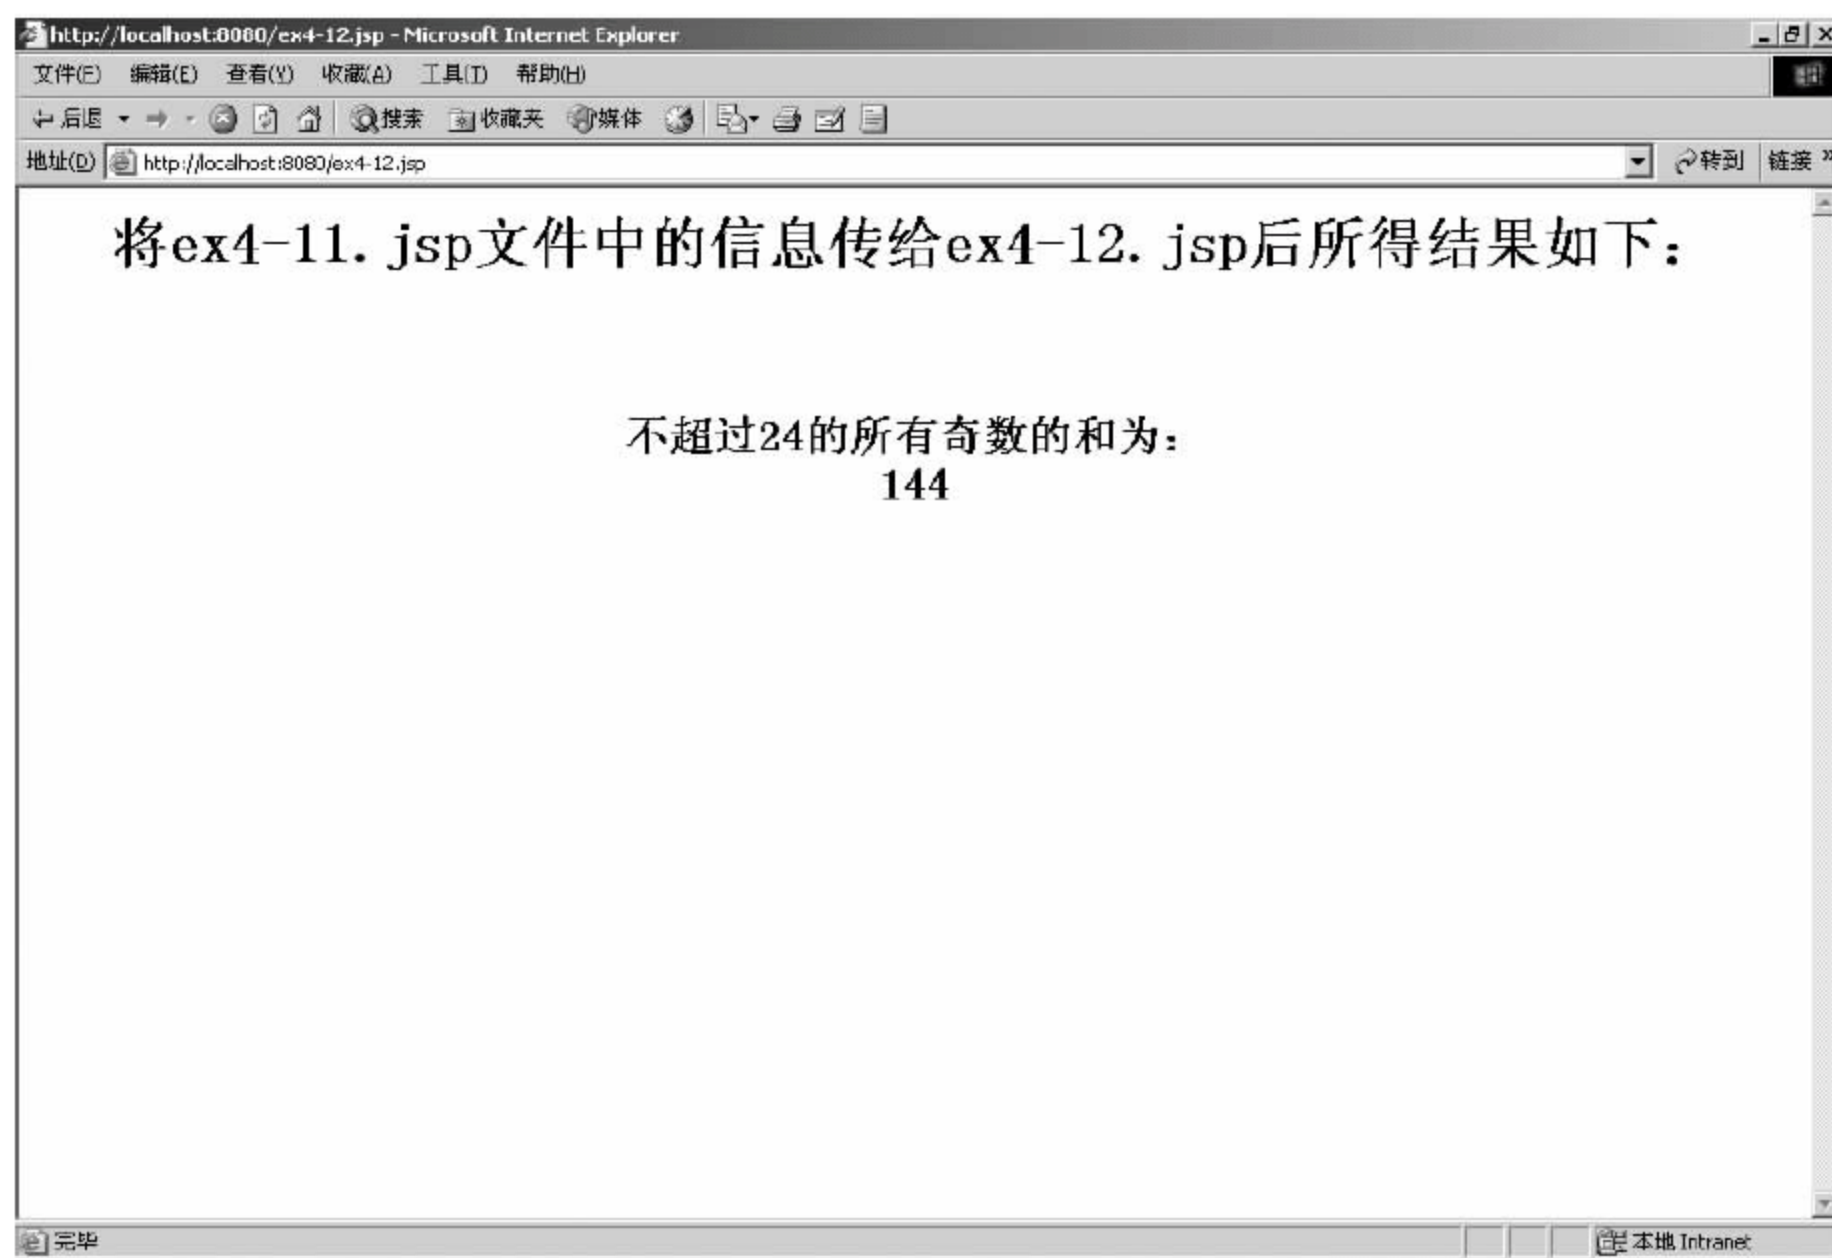 http://localhost:8080/ex4-12.jsp - Microsoft Internet Explorer
文件(F) 编辑(E) 查看(V) 收藏(A) 工具(T) 帮助(H)
后退 搜索 收藏夹 媒体
地址(D) http://localhost:8080/ex4-12.jsp 转到 链接 »
将ex4-11.jsp文件中的信息传给ex4-12.jsp后所得结果如下：
不超过24的所有奇数的和为：
144
完毕 本地 Intranet